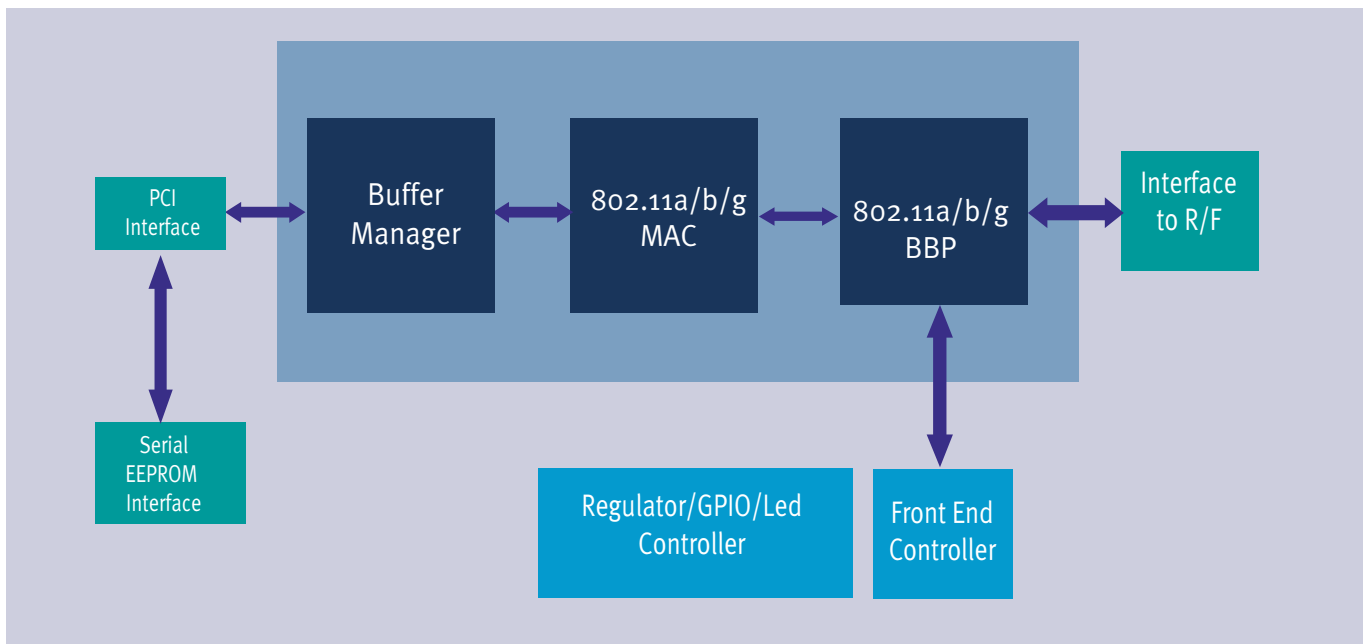 PCI
Interface
Buffer
Manager
802.11a/b/g
MAC
802.11a/b/g
BBP
Interface
to R/F
Serial
EEPROM
Interface
Regulator/GPIO/Led
Controller
Front End
Controller